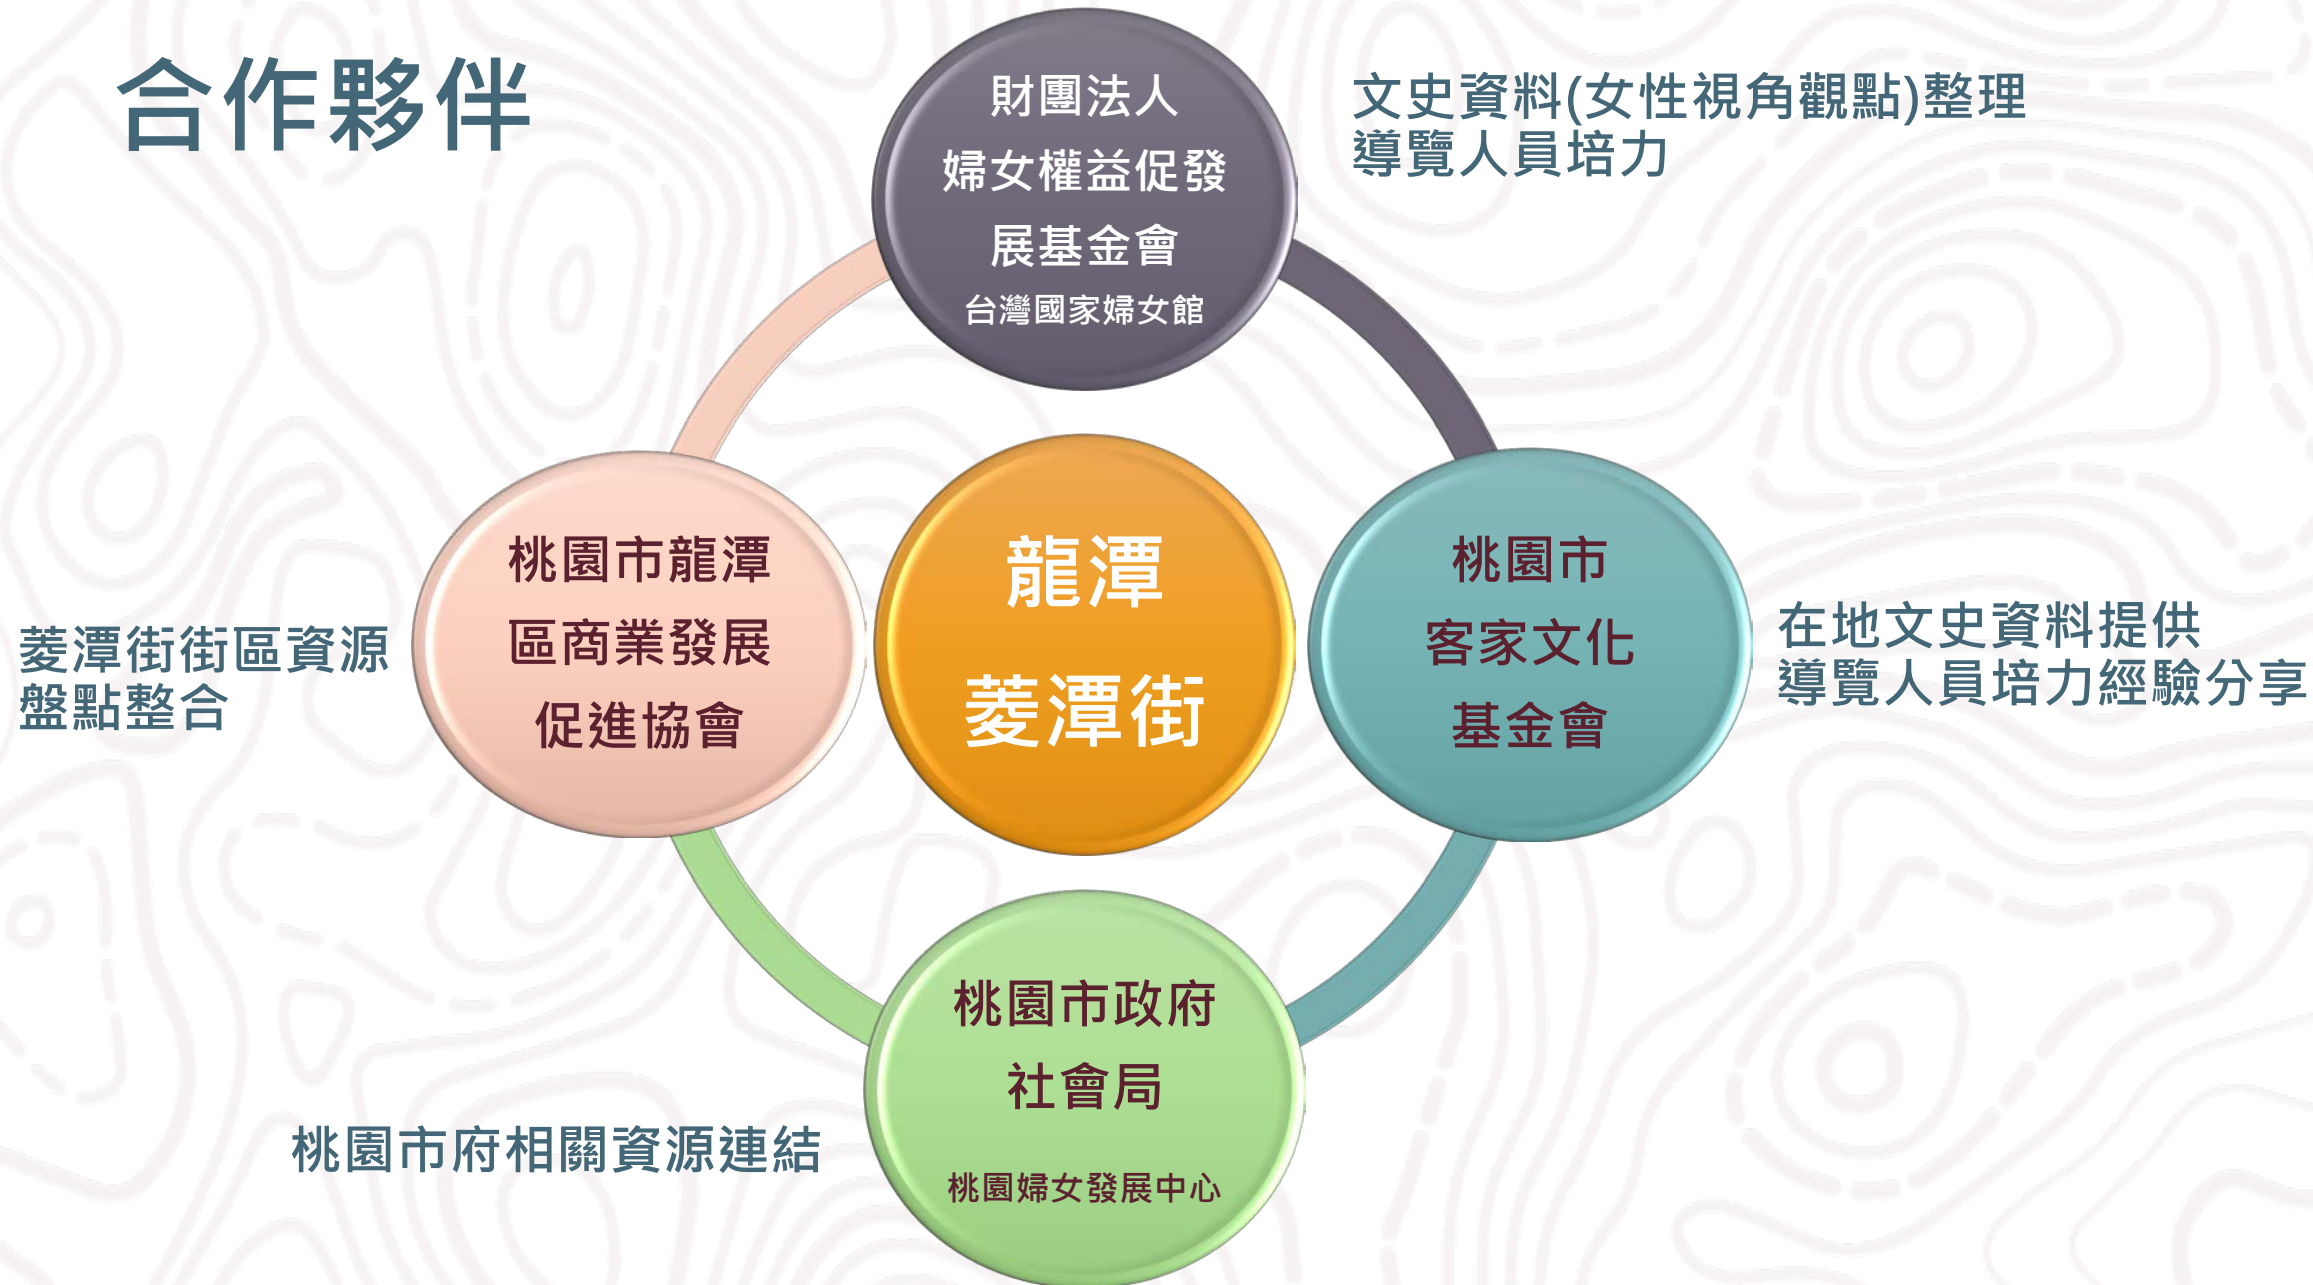 合作夥伴
財團法人
婦女權益促發
展基金會
台灣國家婦女館
文史資料(女性視角觀點)整理
導覽人員培力
桃園市龍潭
區商業發展
促進協會
菱潭街街區資源
盤點整合
龍潭
菱潭街
桃園市
客家文化
基金會
在地文史資料提供
導覽人員培力經驗分享
桃園市政府
社會局
桃園婦女發展中心
桃園市府相關資源連結